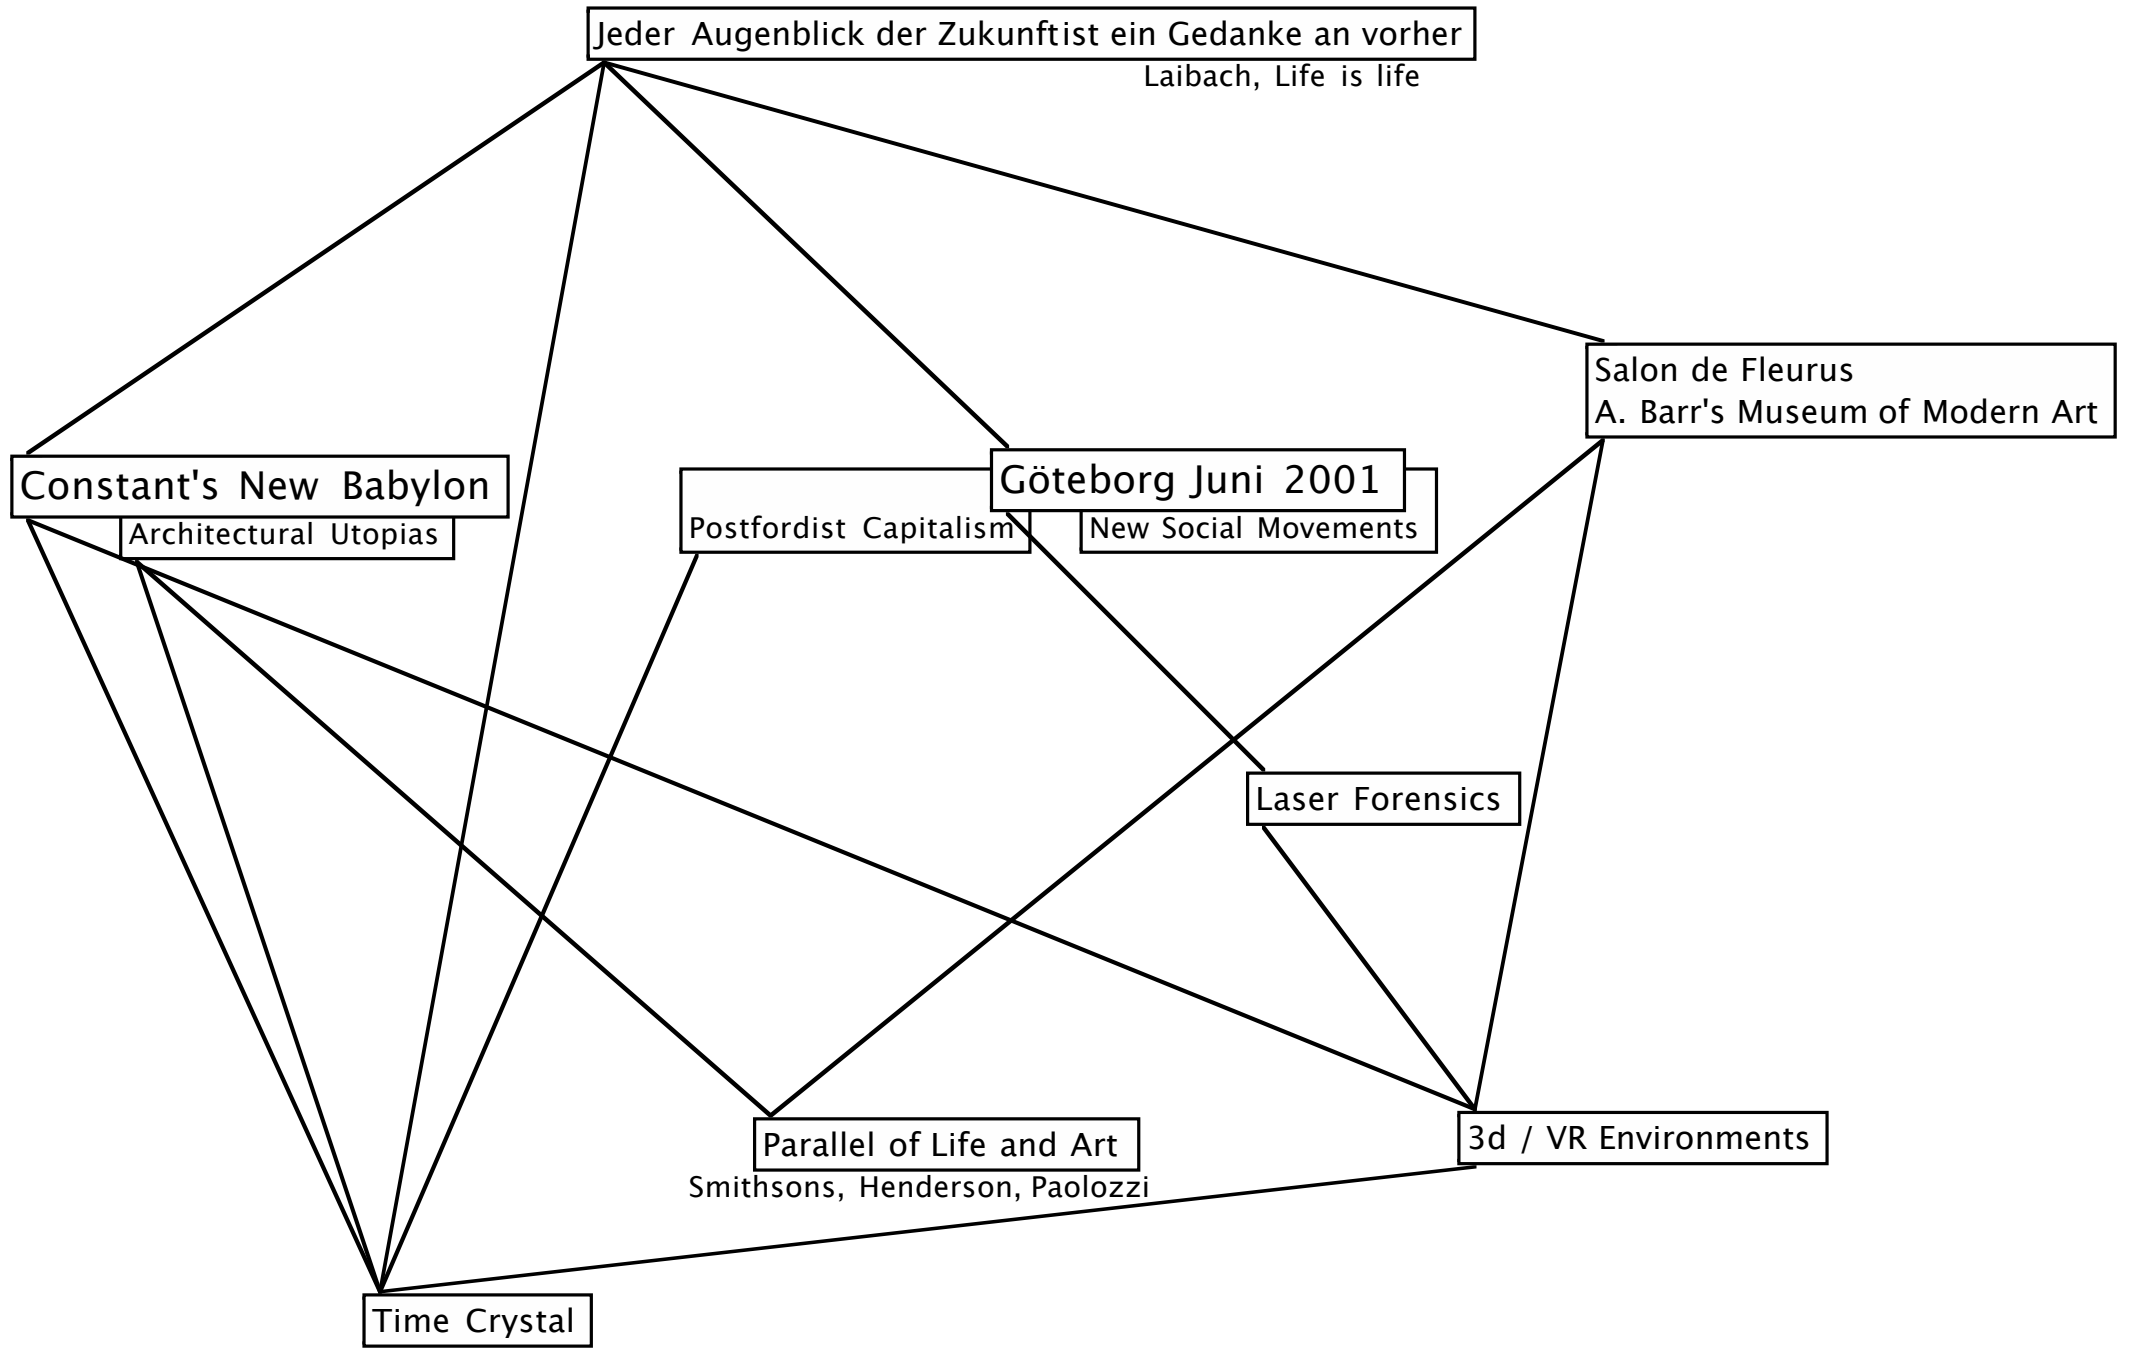 Jeder Augenblick der Zukunftist ein Gedanke an vorher
Laibach, Life is life
Salon de Fleurus
A. Barr's Museum of Modern Art
Constant's New Babylon
Architectural Utopias
Göteborg Juni 2001
Postfordist Capitalism
New Social Movements
Laser Forensics
Parallel of Life and Art
Smithsons, Henderson, Paolozzi
3d / VR Environments
Time Crystal